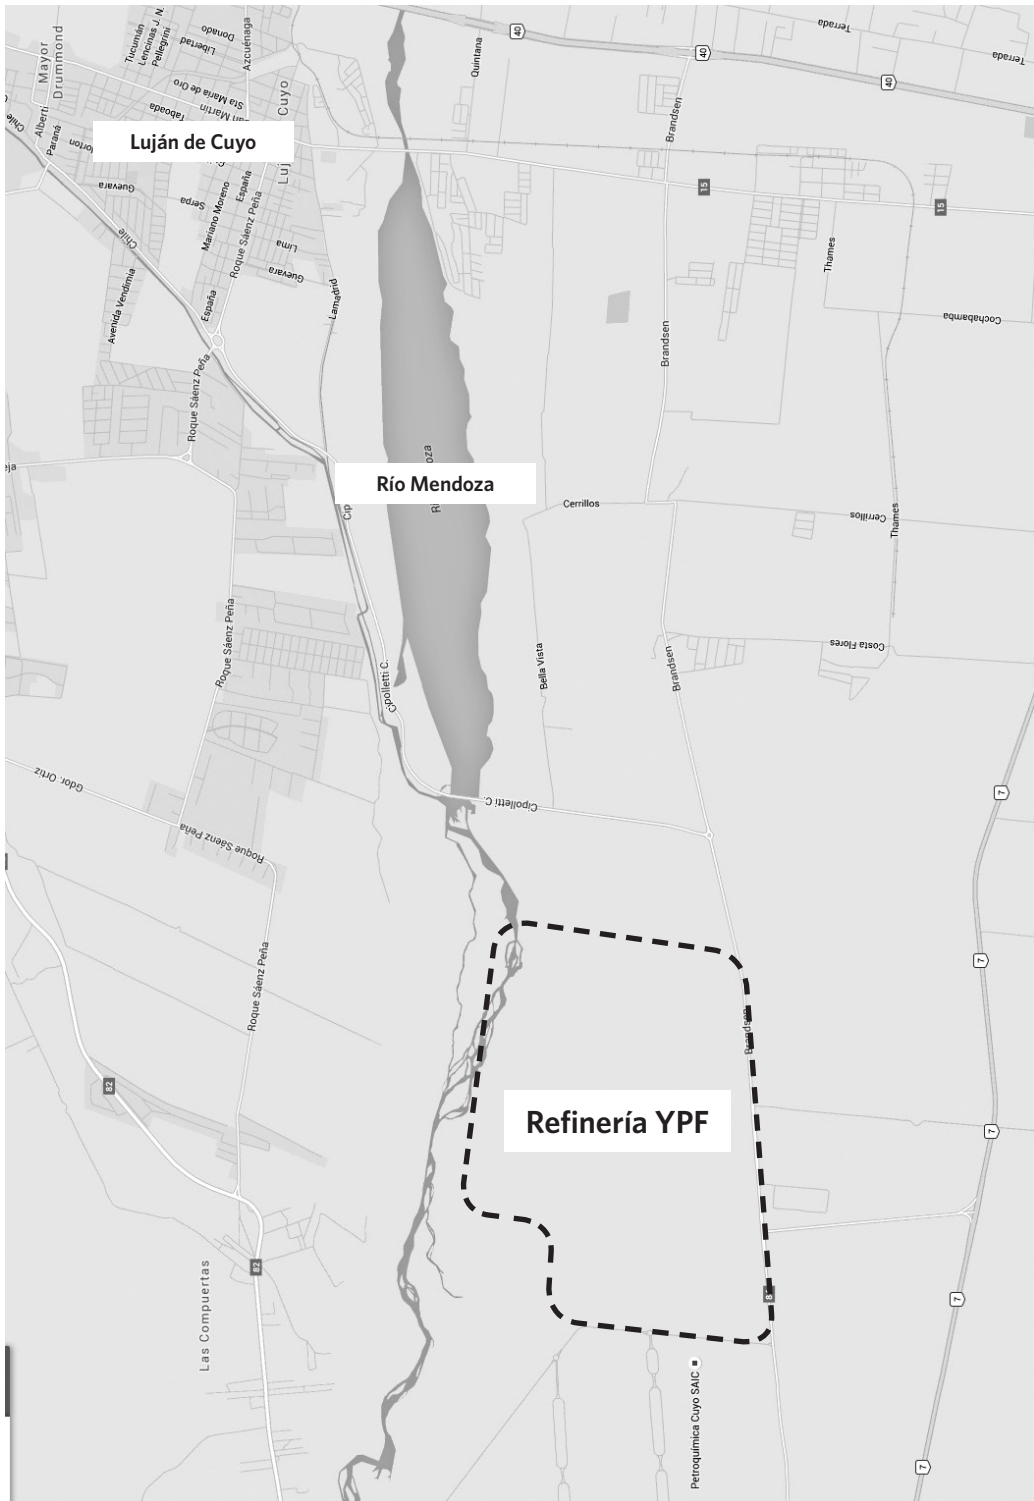 Tucumán
Lencinas J. N.
Pellegrini
Donado
Libertad
Azcuénaga
Mayor
Drummond
Sta María de Oro
San Martín
Taboada
Alberti
Paraná
Chile
Luján de Cuyo
Cuyo
Guevara
Serpa
Mariano Moreno
España
Roque Sáenz Peña
Lima
Guevara
Chile
Avenida Vendimia
España
Lamadrid
Roque Sáenz Peña
Quintana
40
40
40
Terrada
Terrada
Brandsen
15
15
Thames
Cochabamba
Brandsen
Río Mendoza
Cerrillos
Cerrillos
Thames
Costa Flores
Bella Vista
Brandsen
Cipolletti C.
Cipolletti C.
Roque Sáenz Peña
Gdor. Ortiz
Roque Sáenz Peña
Roque Sáenz Peña
7
7
7
7
7
82
82
Brandsen
Refinería YPF
Las Compuertas
Petroquímica Cuyo SAIC